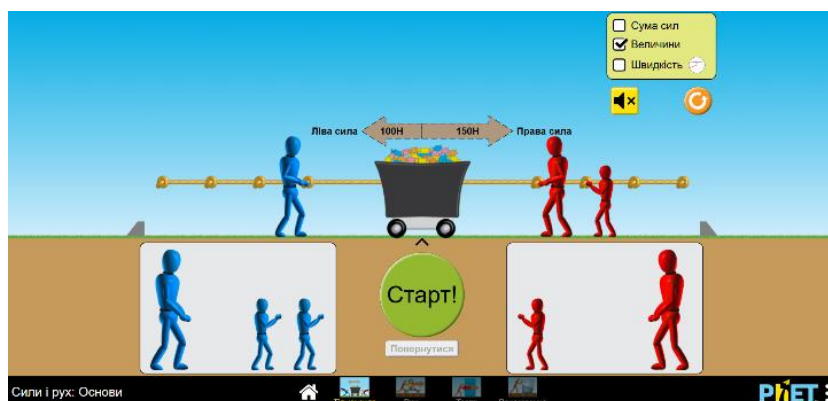 Сума сил
Величини
Швидкість
Ліва сила 100Н 150Н Права сила
Старт!
Повернутися
Сили і рух: Основи
PhET